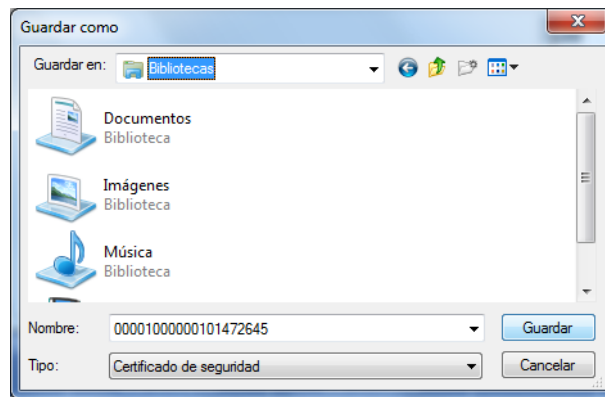 Guardar como
Guardar en: Bibliotecas
Documentos
Biblioteca
Imágenes
Biblioteca
Música
Biblioteca
Nombre: 00001000000101472645 Guardar
Tipo: Certificado de seguridad Cancelar